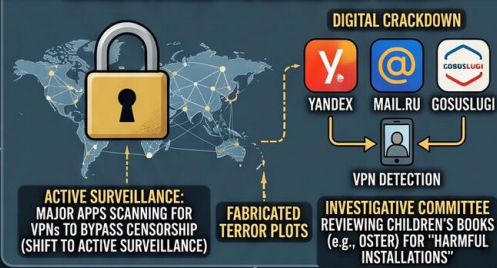 DIGITAL CRACKDOWN
Y
@
GOSUSLUGI
YANDEX
MAIL.RU
GOSUSLUGI
VPN DETECTION
ACTIVE SURVEILLANCE:
MAJOR APPS SCANNING FOR
VPNs TO BYPASS CENSORSHIP
(SHIFT TO ACTIVE SURVEILLANCE)
FABRICATED
TERROR PLOTS
INVESTIGATIVE COMMITTEE
REVIEWING CHILDREN'S BOOKS
(e.g., OSTER) FOR "HARMFUL
INSTALLATIONS"